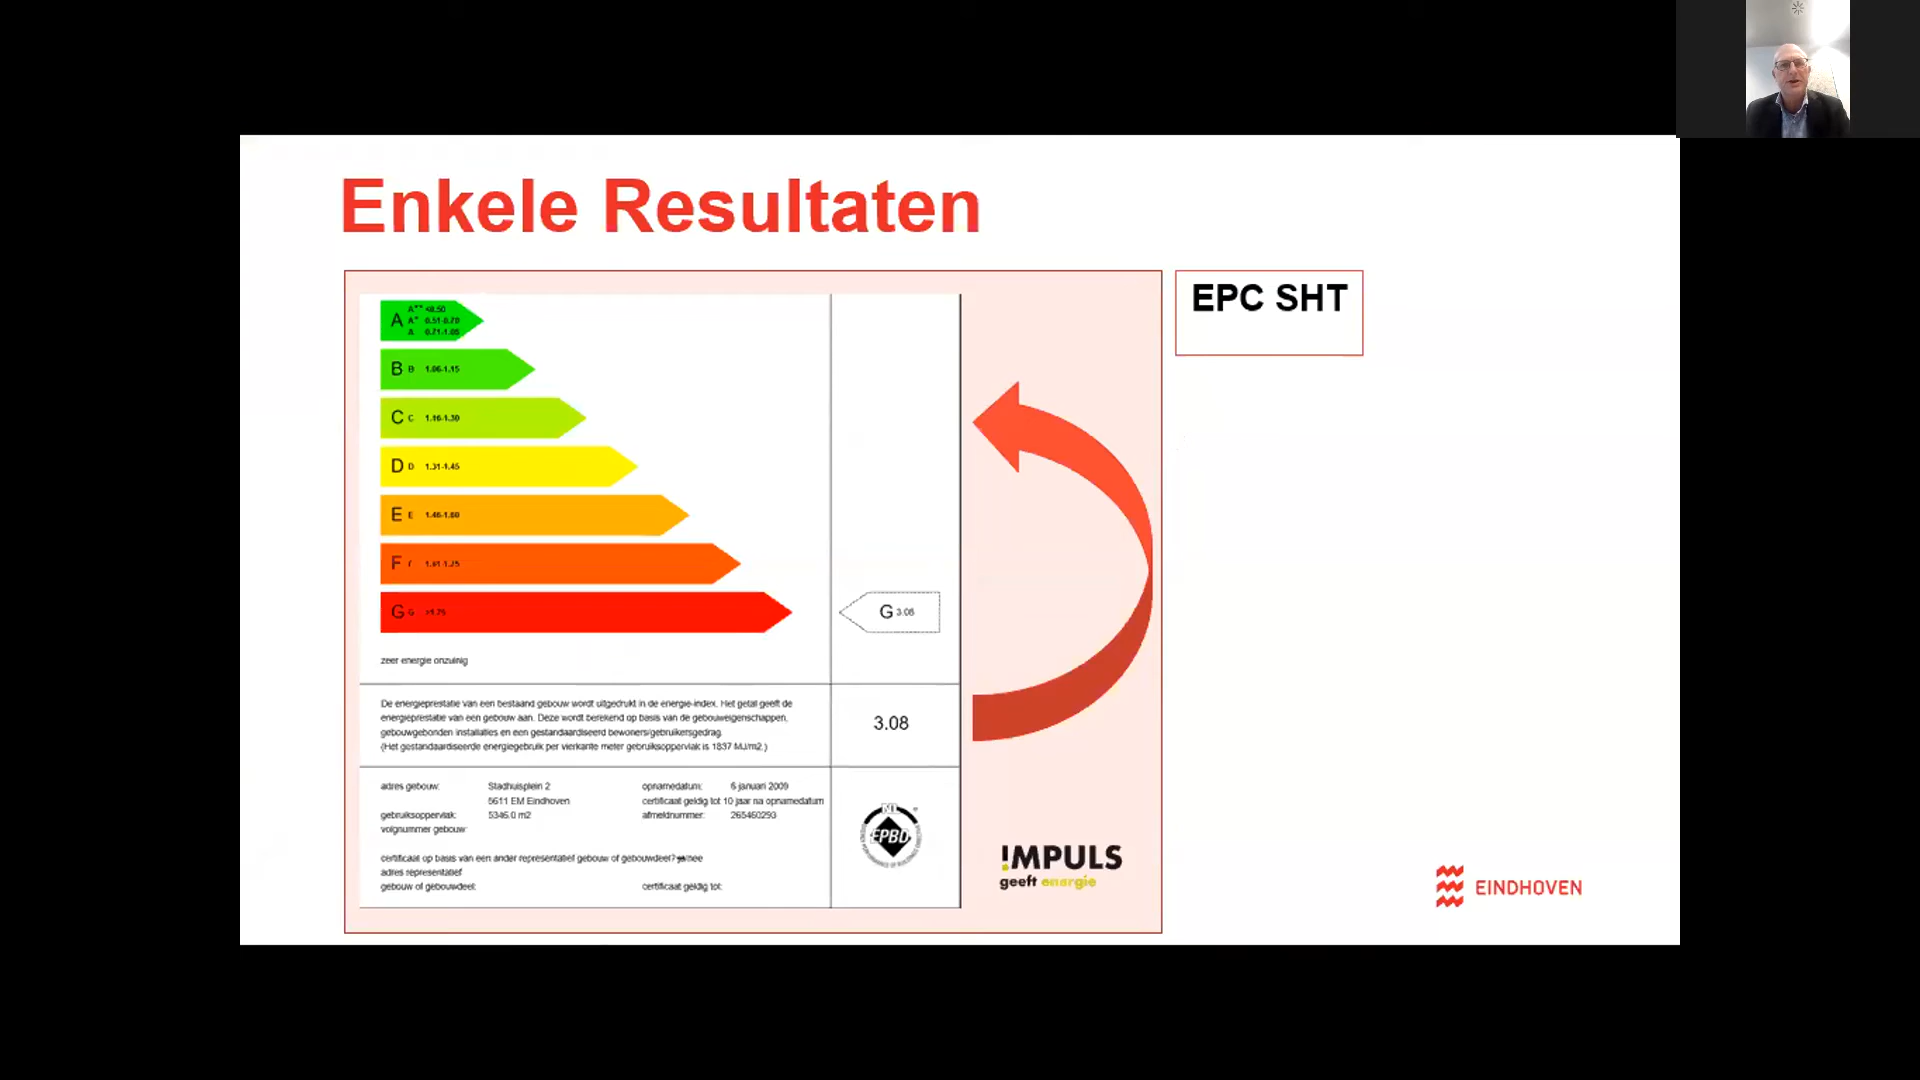 Enkele Resultaten
EPC SHT
A A++ <0.50
A+ 0.51-0.70
A 0.71-1.05
B B 1.06-1.15
C C 1.16-1.30
D D 1.31-1.45
E E 1.46-1.60
F F 1.61-1.75
G G >1.75
G 3.08
zeer energie onzuinig
De energieprestatie van een bestaand gebouw wordt uitgedrukt in de energie-index. Het getal geeft de
energieprestatie van een gebouw aan. Deze wordt berekend op basis van de gebouweigenschappen,
gebouwgebonden installaties en een gestandaardiseerd bewoners/gebruikersgedrag.
(Het gestandaardiseerde energiegebruik per vierkante meter gebruiksoppervlak is 1837 MJ/m2.)
3.08
adres gebouw: Stadhuisplein 2 opnamedatum: 6 januari 2009
5611 EM Eindhoven certificaat geldig tot 10 jaar na opnamedatum
gebruiksoppervlak: 5346.0 m2 afmeldnummer: 265460293
volgnummer gebouw:
certificaat op basis van een ander representatief gebouw of gebouwdeel? ja/nee
adres representatief
gebouw of gebouwdeel: certificaat geldig tot:
NL
EPBD
!MPULS
geeft energie
EINDHOVEN